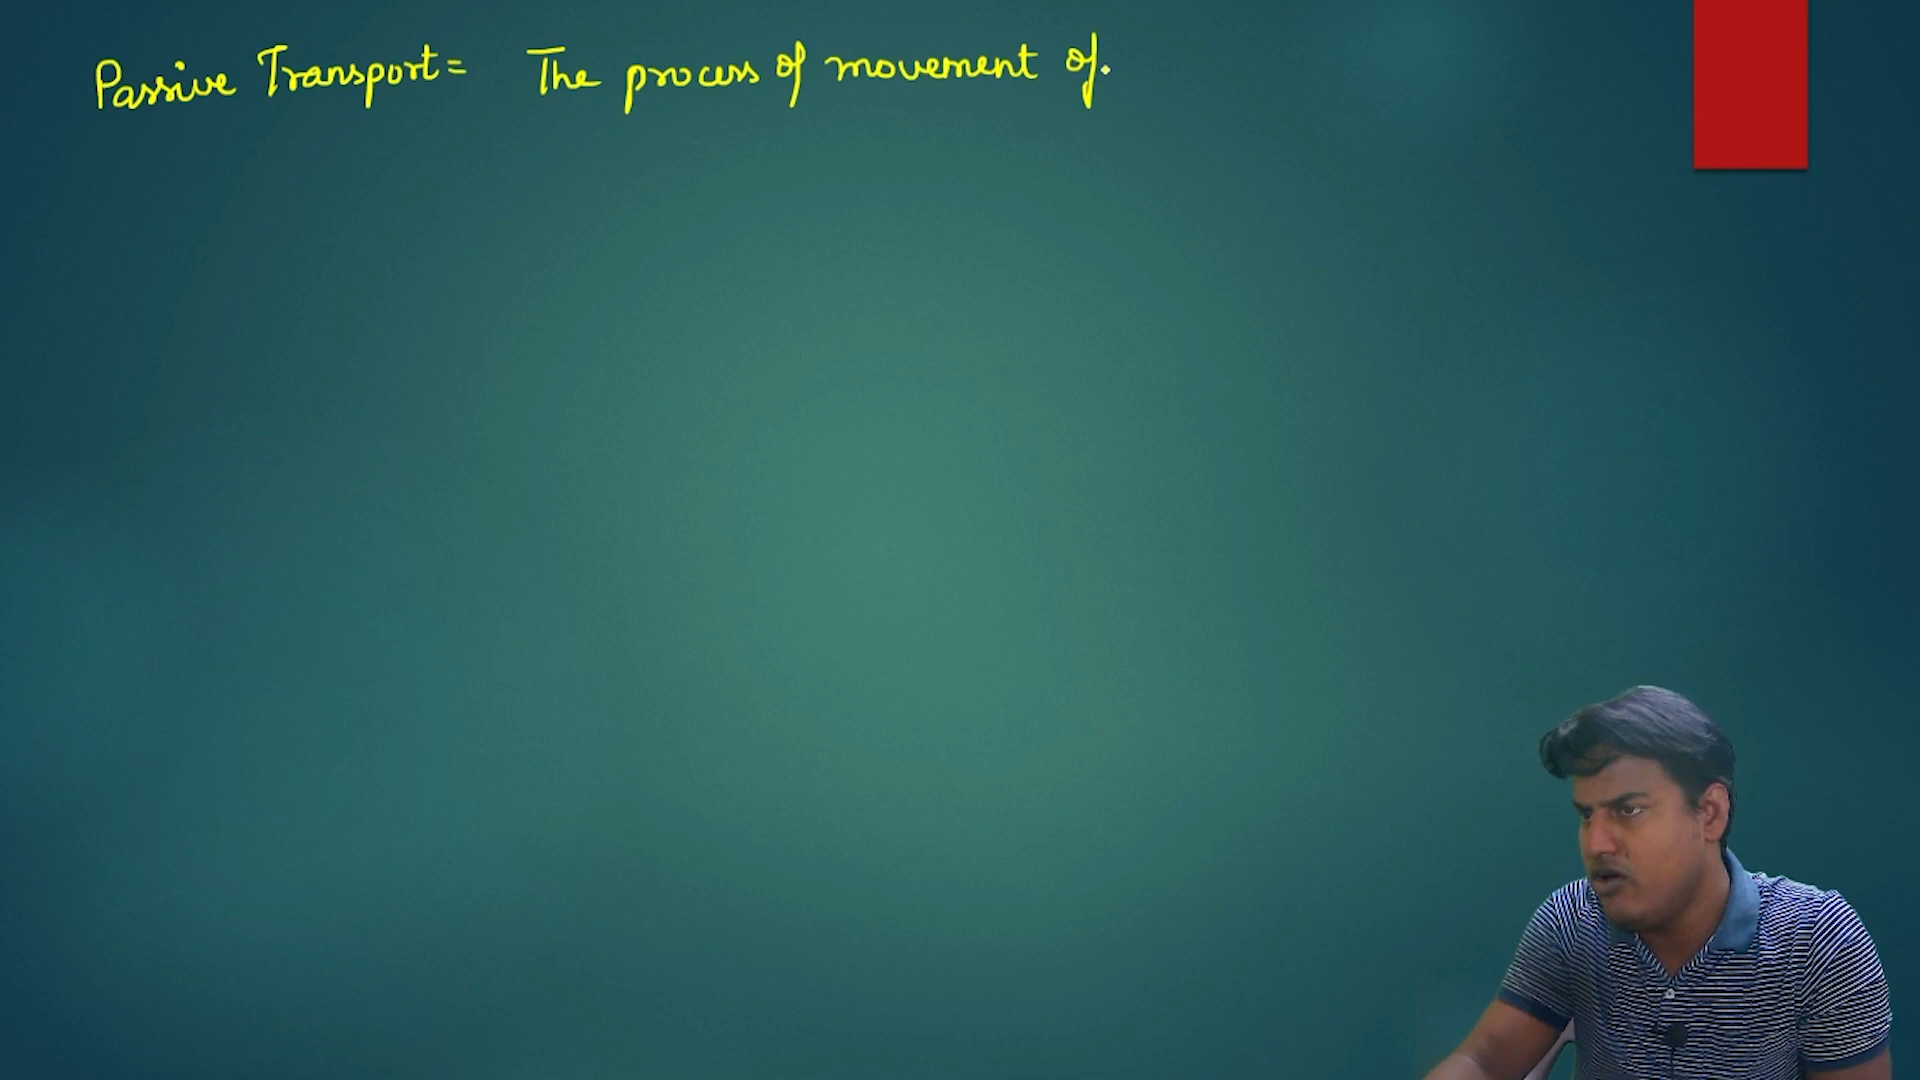 Passive Transport = The process of movement of.